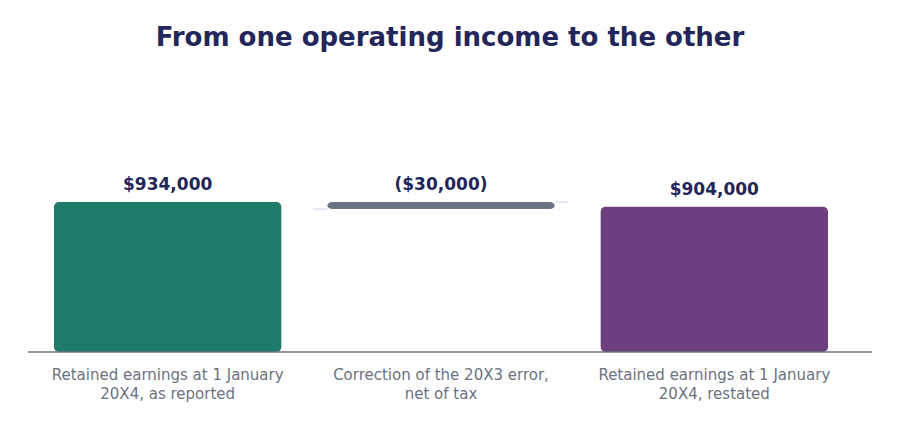 From one operating income to the other
$934,000
($30,000)
$904,000
Retained earnings at 1 January
20X4, as reported
Correction of the 20X3 error,
net of tax
Retained earnings at 1 January
20X4, restated